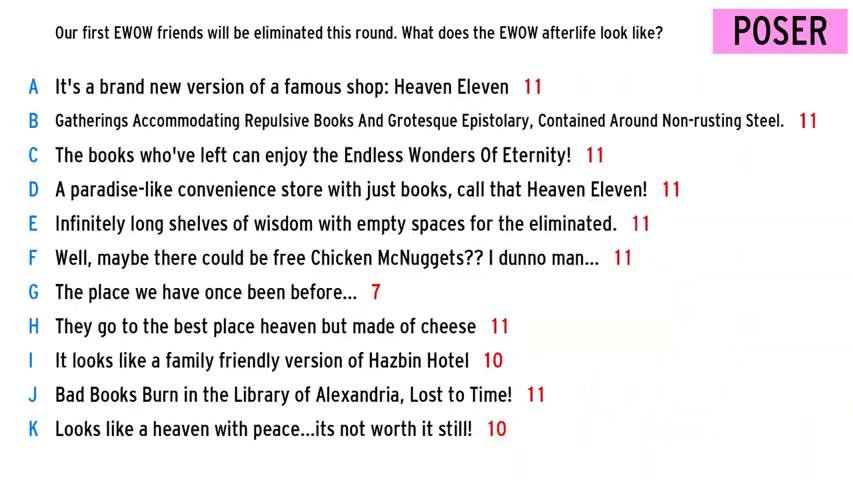 Our first EWOW friends will be eliminated this round. What does the EWOW afterlife look like?
POSER
A It's a brand new version of a famous shop: Heaven Eleven 11
B Gatherings Accommodating Repulsive Books And Grotesque Epistolary, Contained Around Non-rusting Steel. 11
C The books who've left can enjoy the Endless Wonders Of Eternity! 11
D A paradise-like convenience store with just books, call that Heaven Eleven! 11
E Infinitely long shelves of wisdom with empty spaces for the eliminated. 11
F Well, maybe there could be free Chicken McNuggets?? I dunno man... 11
G The place we have once been before... 7
H They go to the best place heaven but made of cheese 11
I It looks like a family friendly version of Hazbin Hotel 10
J Bad Books Burn in the Library of Alexandria, Lost to Time! 11
K Looks like a heaven with peace...its not worth it still! 10